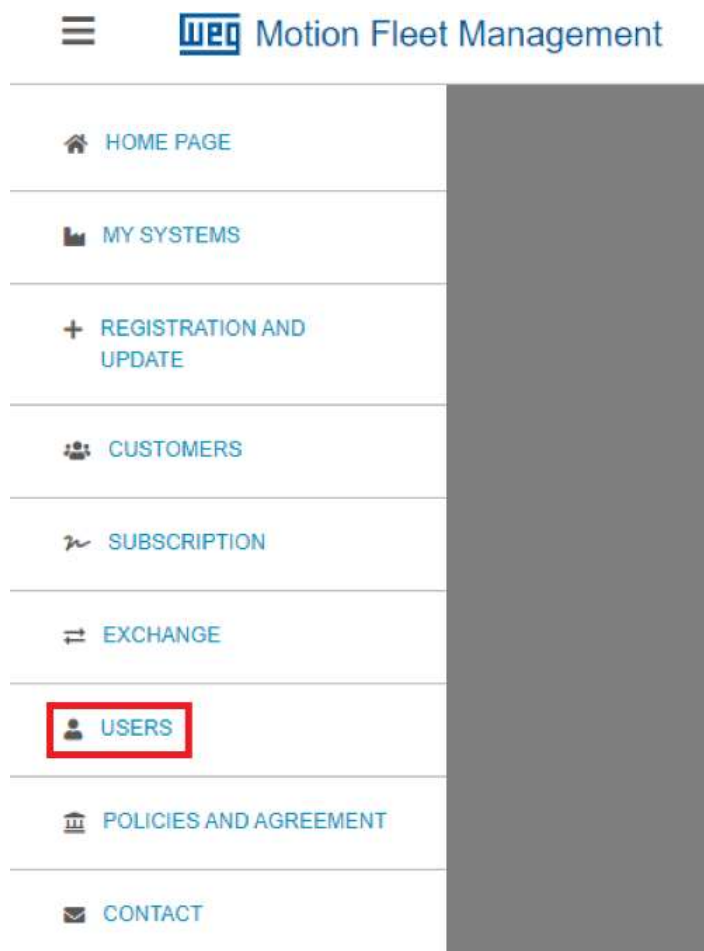 WEG Motion Fleet Management
HOME PAGE
MY SYSTEMS
REGISTRATION AND
UPDATE
CUSTOMERS
SUBSCRIPTION
EXCHANGE
USERS
POLICIES AND AGREEMENT
CONTACT